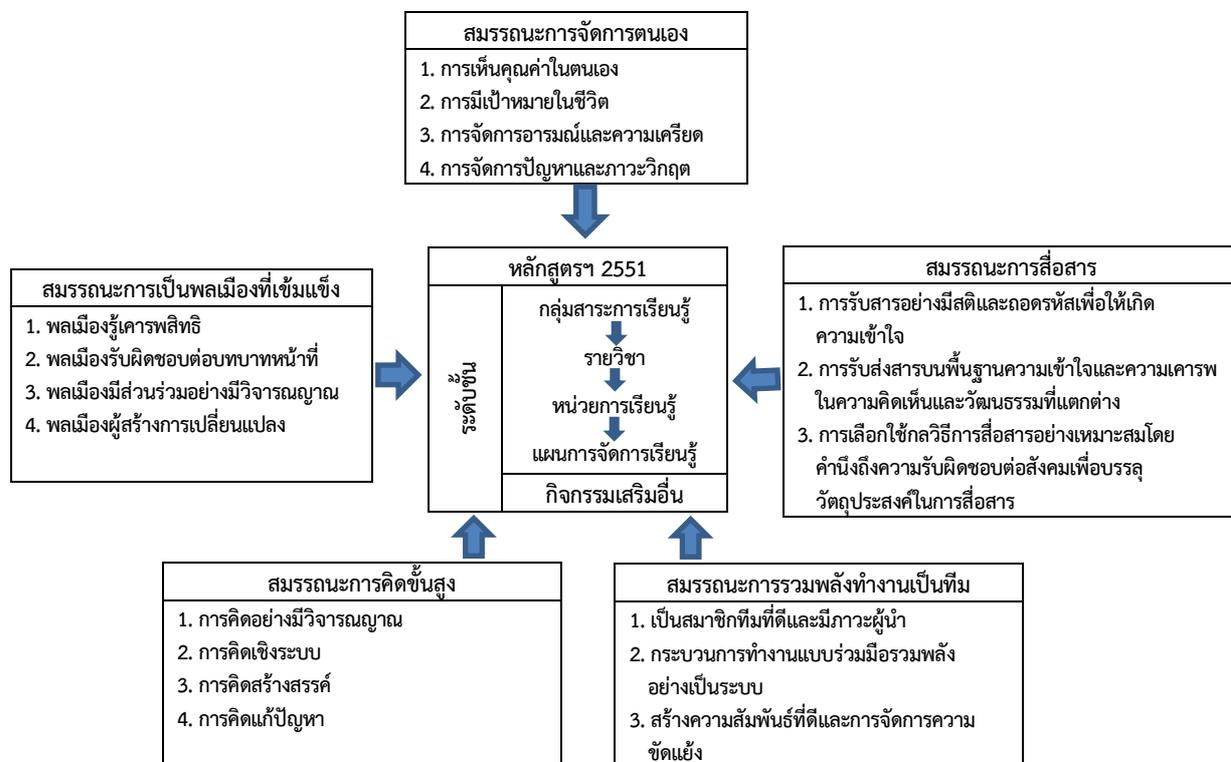 สมรรถนะการจัดการตนเอง
1. การเห็นคุณค่าในตนเอง
2. การมีเป้าหมายในชีวิต
3. การจัดการอารมณ์และความเครียด
4. การจัดการปัญหาและภาวะวิกฤต
สมรรถนะการเป็นพลเมืองที่เข้มแข็ง
1. พลเมืองรู้เคารพสิทธิ
2. พลเมืองรับผิดชอบต่อบทบาทหน้าที่
3. พลเมืองมีส่วนร่วมอย่างมีวิจารณญาณ
4. พลเมืองผู้สร้างการเปลี่ยนแปลง
หลักสูตรฯ 2551
ระดับชั้น
กลุ่มสาระการเรียนรู้
รายวิชา
หน่วยการเรียนรู้
แผนการจัดการเรียนรู้
กิจกรรมเสริมอื่น
สมรรถนะการสื่อสาร
1. การรับสารอย่างมีสติและถอดรหัสเพื่อให้เกิด
ความเข้าใจ
2. การรับส่งสารบนพื้นฐานความเข้าใจและความเคารพ
ในความคิดเห็นและวัฒนธรรมที่แตกต่าง
3. การเลือกใช้กลวิธีการสื่อสารอย่างเหมาะสมโดย
คำนึงถึงความรับผิดชอบต่อสังคมเพื่อบรรลุ
วัตถุประสงค์ในการสื่อสาร
สมรรถนะการคิดขั้นสูง
1. การคิดอย่างมีวิจารณญาณ
2. การคิดเชิงระบบ
3. การคิดสร้างสรรค์
4. การคิดแก้ปัญหา
สมรรถนะการรวมพลังทำงานเป็นทีม
1. เป็นสมาชิกทีมที่ดีและมีภาวะผู้นำ
2. กระบวนการทำงานแบบร่วมมือรวมพลัง
อย่างเป็นระบบ
3. สร้างความสัมพันธ์ที่ดีและการจัดการความ
ขัดแย้ง